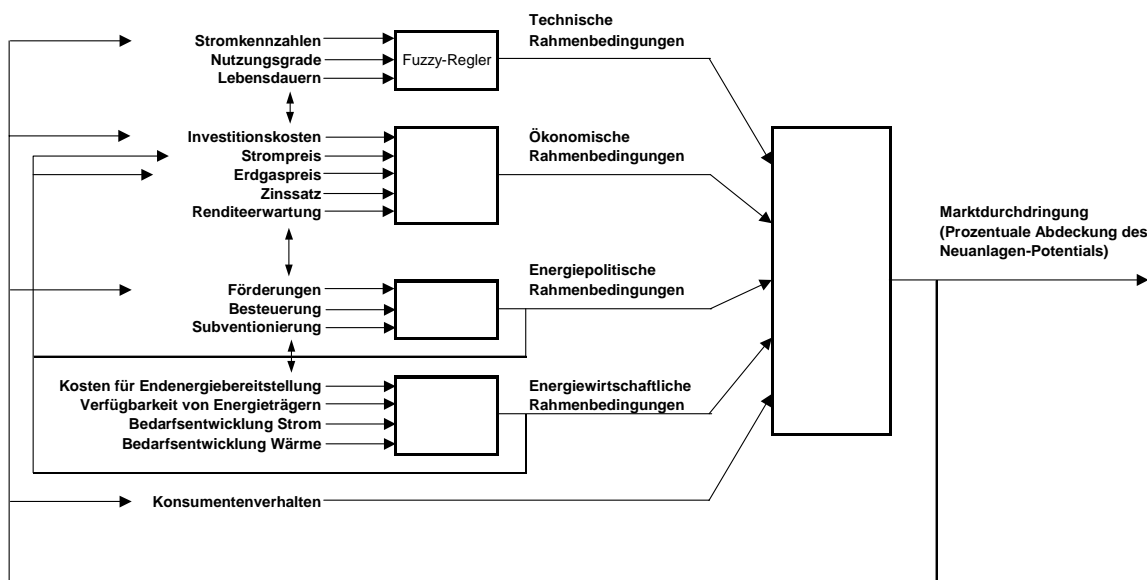 Technische
Rahmenbedingungen
Stromkennzahlen
Nutzungsgrade
Lebensdauern
Fuzzy-Regler
Investitionskosten
Strompreis
Erdgaspreis
Zinssatz
Renditeerwartung
Ökonomische
Rahmenbedingungen
Marktdurchdringung
(Prozentuale Abdeckung des
Neuanlagen-Potentials)
Förderungen
Besteuerung
Subventionierung
Energiepolitische
Rahmenbedingungen
Kosten für Endenergiebereitstellung
Verfügbarkeit von Energieträgern
Bedarfsentwicklung Strom
Bedarfsentwicklung Wärme
Energiewirtschaftliche
Rahmenbedingungen
Konsumentenverhalten